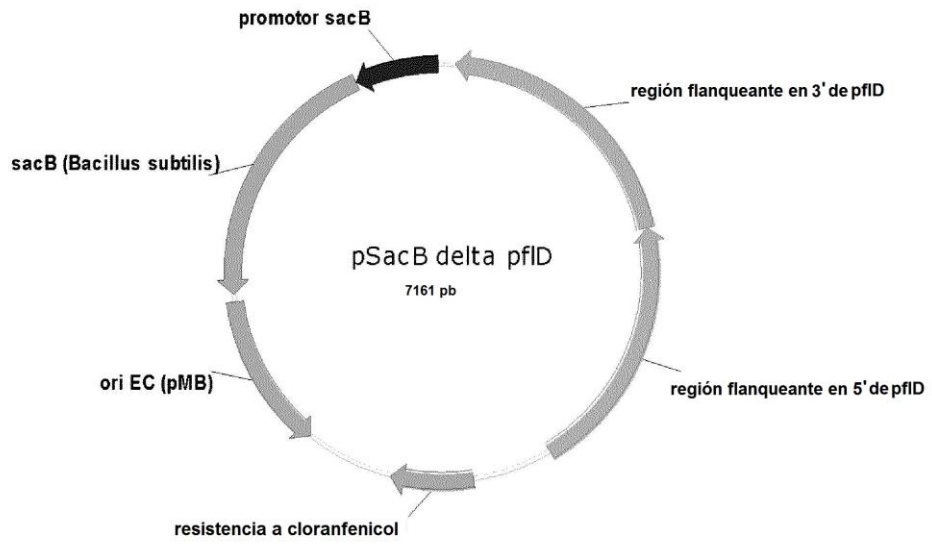 promotor sacB
región flanqueante en 3' de pflD
sacB (Bacillus subtilis)
pSacB delta pflD
7161 pb
ori EC (pMB)
región flanqueante en 5' de pflD
resistencia a cloranfenicol